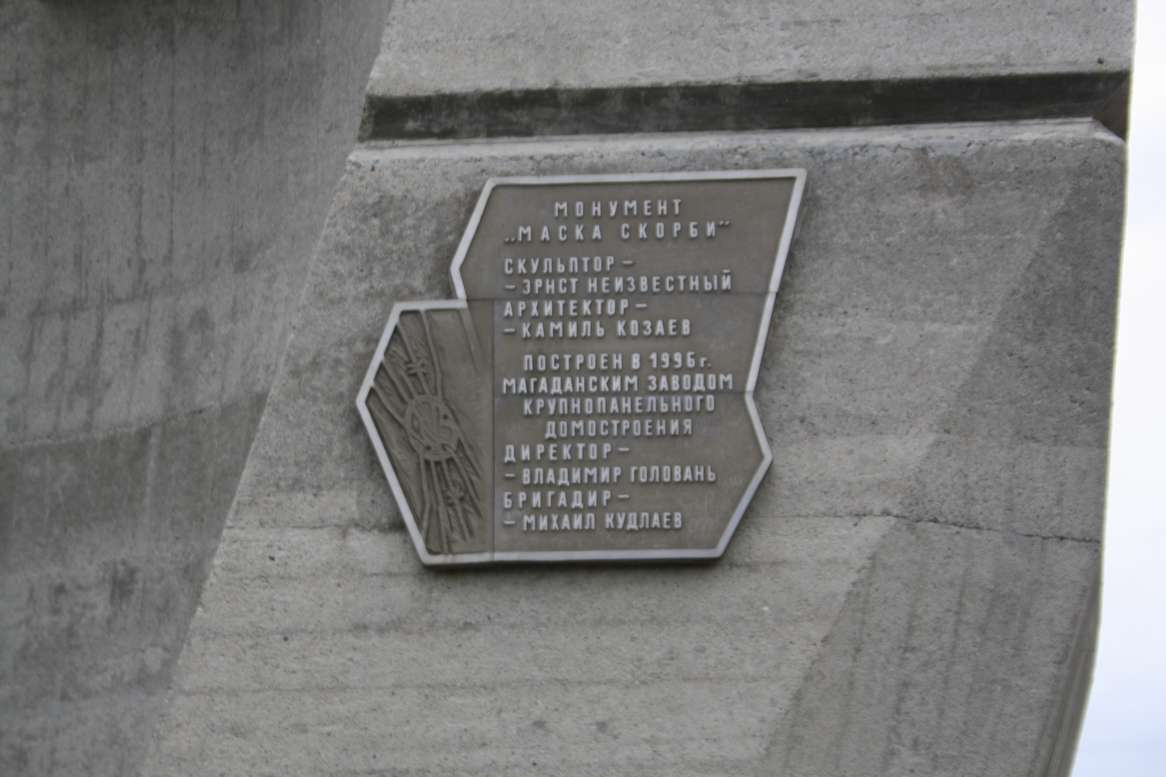 МОНУМЕНТ
„МАСКА СКОРБИ"
СКУЛЬПТОР –
– ЭРНСТ НЕИЗВЕСТНЫЙ
АРХИТЕКТОР –
– КАМИЛЬ КОЗАЕВ
ПОСТРОЕН В 1996 г.
МАГАДАНСКИМ ЗАВОДОМ
КРУПНОПАНЕЛЬНОГО
ДОМОСТРОЕНИЯ
ДИРЕКТОР –
– ВЛАДИМИР ГОЛОВАНЬ
БРИГАДИР –
– МИХАИЛ КУДЛАЕВ